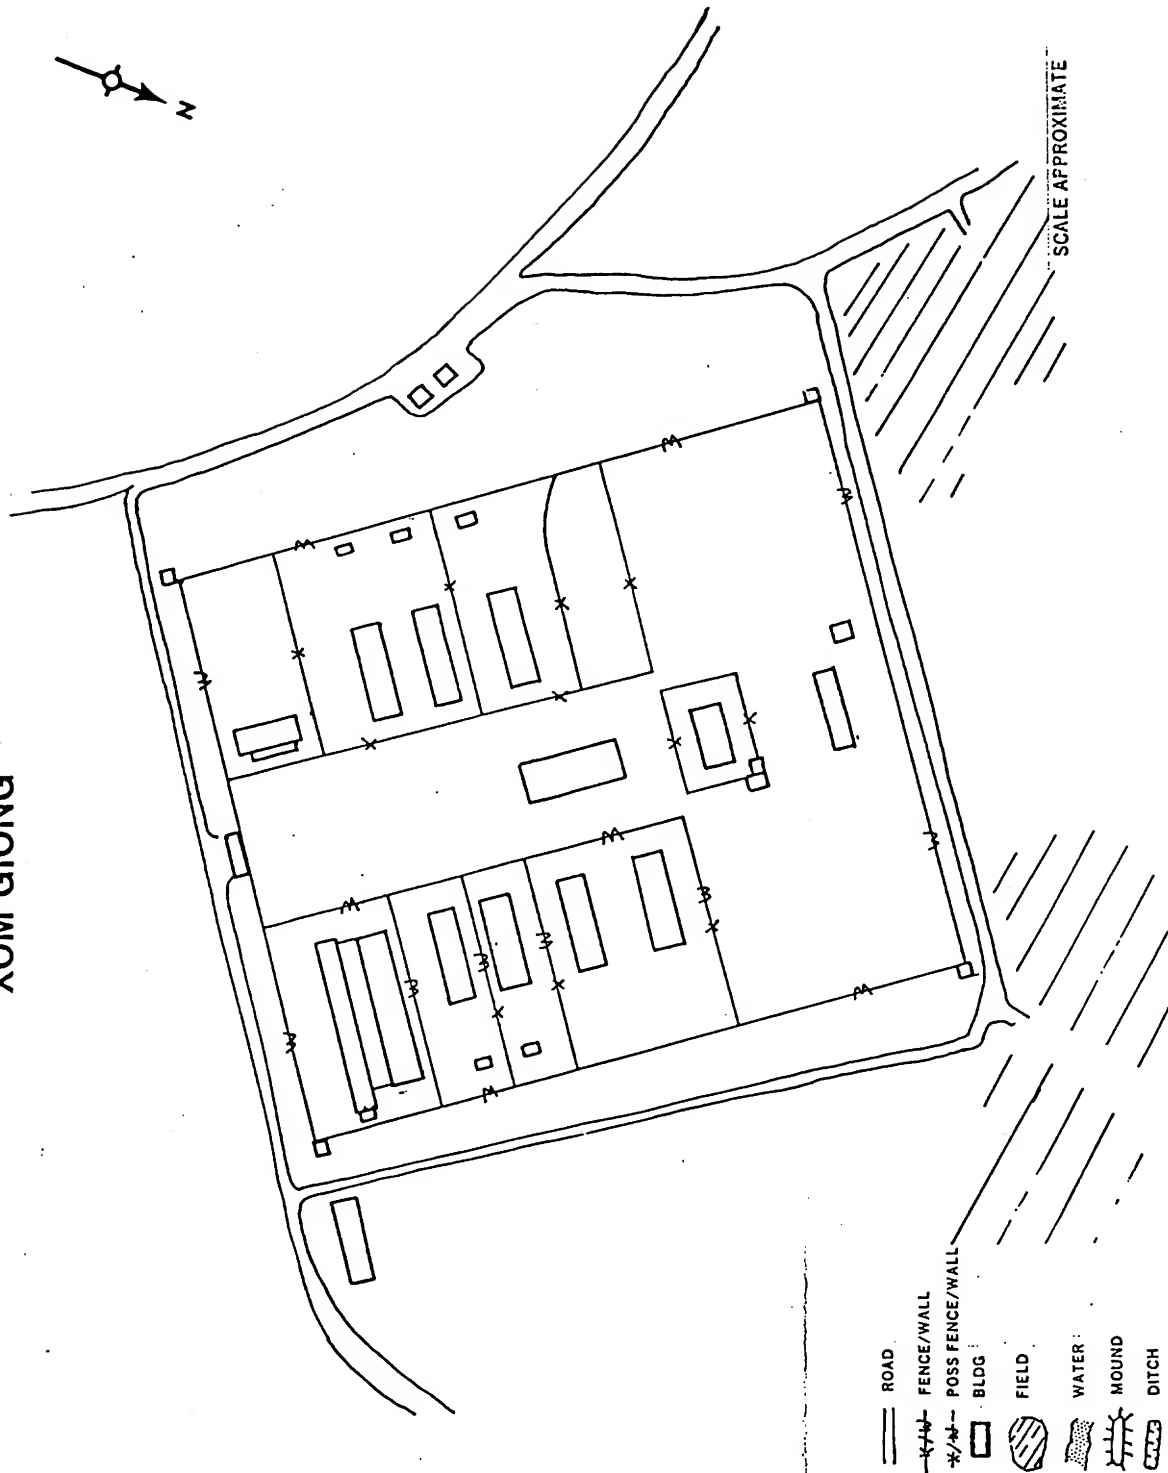 XOM GIONG
N
SCALE APPROXIMATE
ROAD
FENCE/WALL
POSS FENCE/WALL
BLDG
FIELD
WATER
MOUND
DITCH